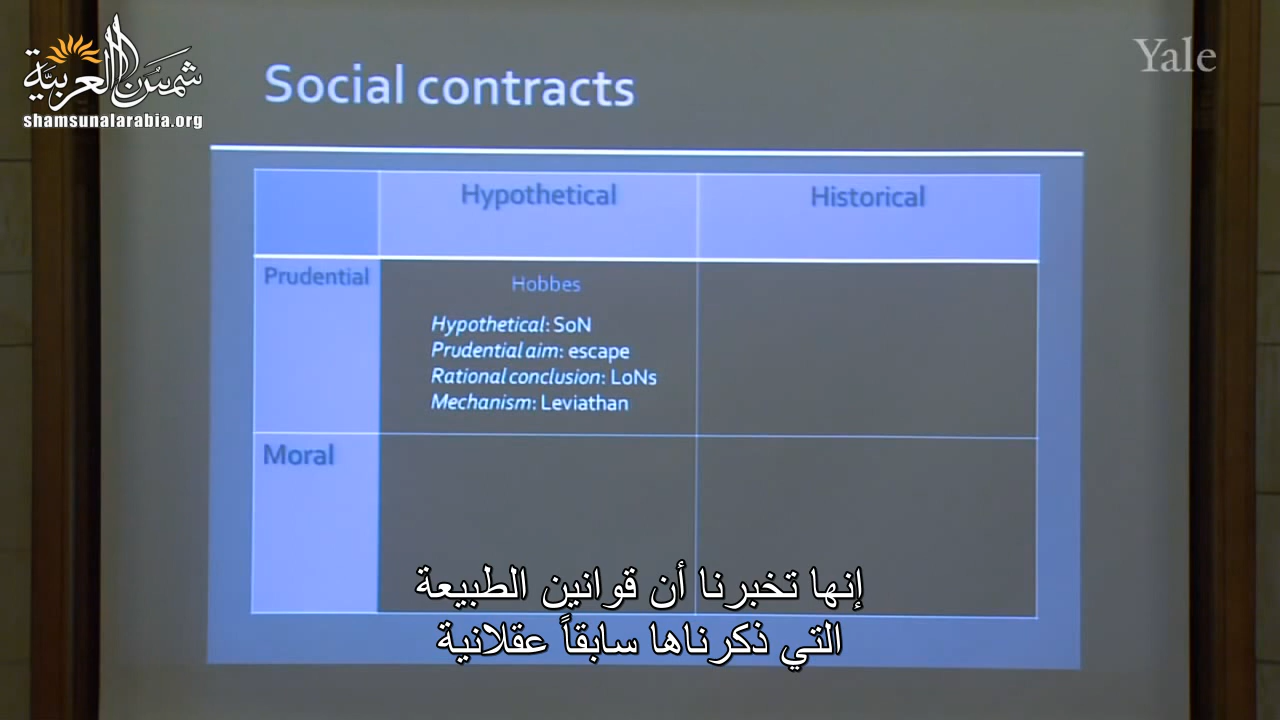 شمس العربية
shamsunalarabia.org
Yale
Social contracts
Hypothetical
Historical
Prudential
Hobbes
Hypothetical: SoN
Prudential aim: escape
Rational conclusion: LoNs
Mechanism: Leviathan
Moral
إنها تخبرنا أن قوانين الطبيعة
التي ذكرناها سابقاً عقلانية